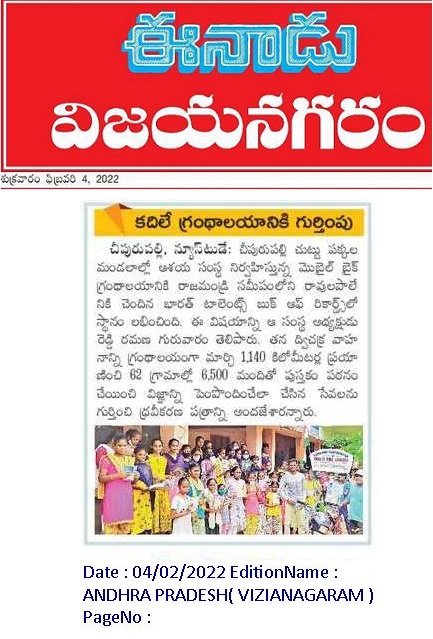 ఈనాడు
విజయనగరం
శుక్రవారం ఫిబ్రవరి 4, 2022
కదిలే గ్రంథాలయానికి గుర్తింపు
చీపురుపల్లి, న్యూస్‌టుడే: చీపురుపల్లి చుట్టు పక్కల
మండలాల్లో ఆశయ సంస్థ నిర్వహిస్తున్న మొబైల్ బైక్
గ్రంథాలయానికి రాజమండ్రి సమీపంలోని రావులపాలే
నికి చెందిన భారత్ టాలెంట్స్ బుక్ ఆఫ్ రికార్డ్స్‌లో
స్థానం లభించింది. ఈ విషయాన్ని ఆ సంస్థ అధ్యక్షుడు
రెడ్డి రమణ గురువారం తెలిపారు. తన ద్విచక్ర వాహ
నాన్ని గ్రంథాలయంగా మార్చి 1,140 కిలోమీటర్ల ప్రయా
ణించి 62 గ్రామాల్లో 6,500 మందితో పుస్తకం పఠనం
చేయించి విజ్ఞాన్ని పెంపొందించేలా చేసిన సేవలను
గుర్తించి ధ్రువీకరణ పత్రాన్ని అందజేశారన్నారు.
Date : 04/02/2022 EditionName :
ANDHRA PRADESH( VIZIANAGARAM )
PageNo :